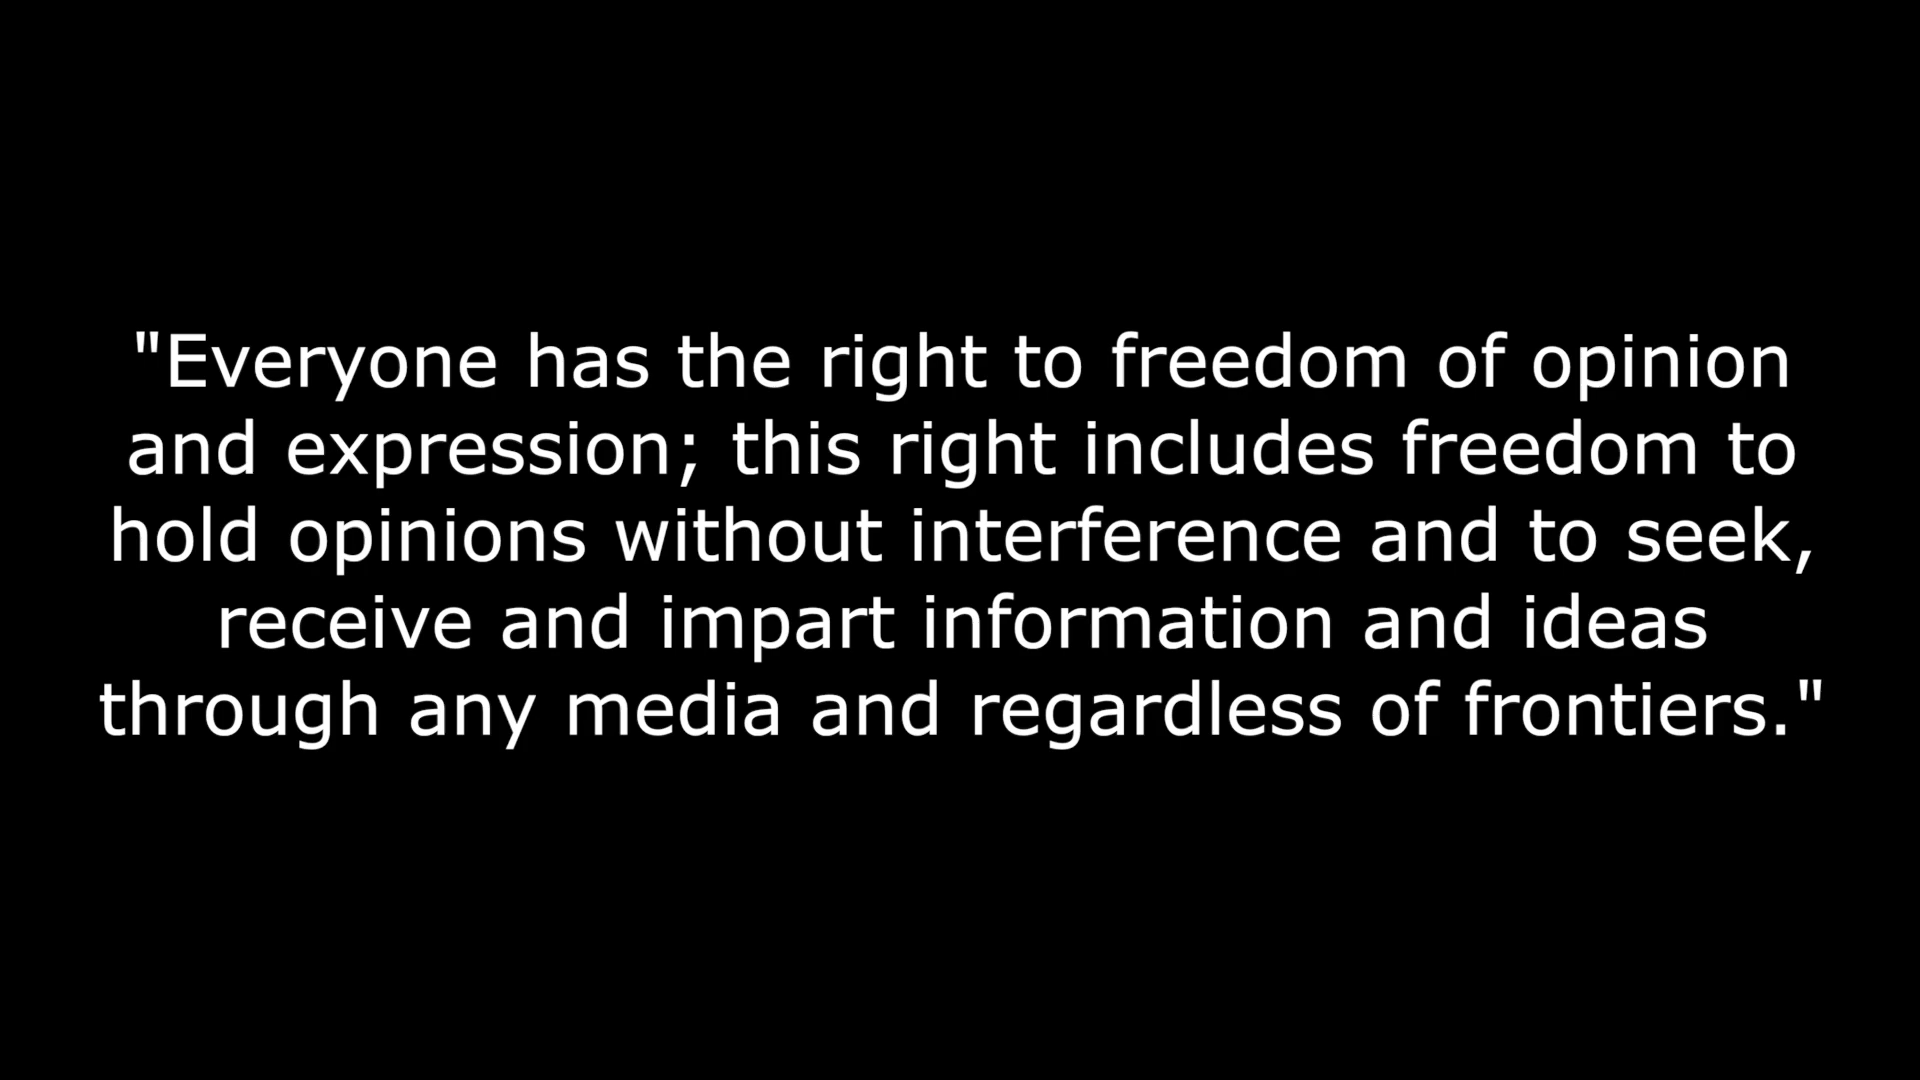 "Everyone has the right to freedom of opinion
and expression; this right includes freedom to
hold opinions without interference and to seek,
receive and impart information and ideas
through any media and regardless of frontiers."